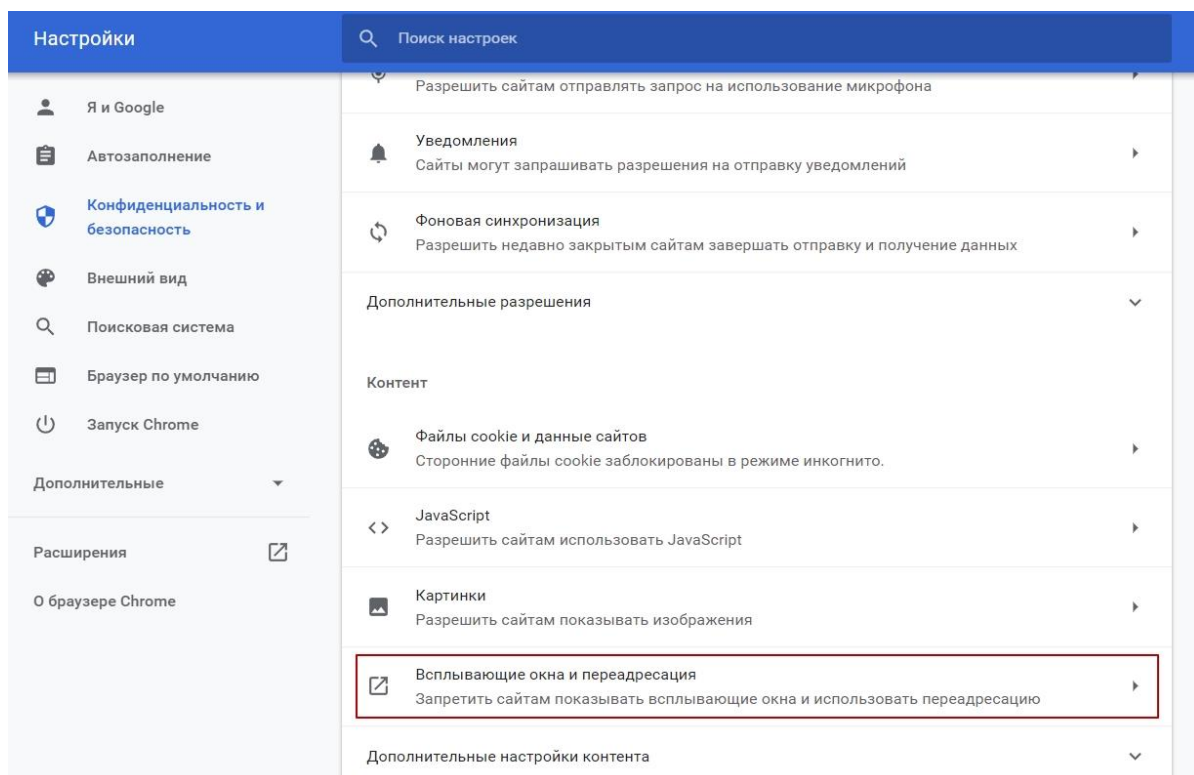 Настройки
Поиск настроек
Я и Google
Автозаполнение
Конфиденциальность и
безопасность
Внешний вид
Поисковая система
Браузер по умолчанию
Запуск Chrome
Дополнительные
Расширения
О браузере Chrome
Разрешить сайтам отправлять запрос на использование микрофона
Уведомления
Сайты могут запрашивать разрешения на отправку уведомлений
Фоновая синхронизация
Разрешить недавно закрытым сайтам завершать отправку и получение данных
Дополнительные разрешения
Контент
Файлы cookie и данные сайтов
Сторонние файлы cookie заблокированы в режиме инкогнито.
JavaScript
Разрешить сайтам использовать JavaScript
Картинки
Разрешить сайтам показывать изображения
Всплывающие окна и переадресация
Запретить сайтам показывать всплывающие окна и использовать переадресацию
Дополнительные настройки контента